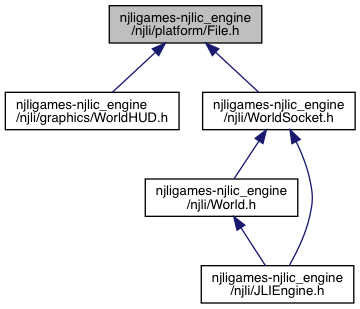 njligames-njlic_engine
/njli/platform/File.h
njligames-njlic_engine
/njli/graphics/WorldHUD.h
njligames-njlic_engine
/njli/WorldSocket.h
njligames-njlic_engine
/njli/World.h
njligames-njlic_engine
/njli/JLIEngine.h